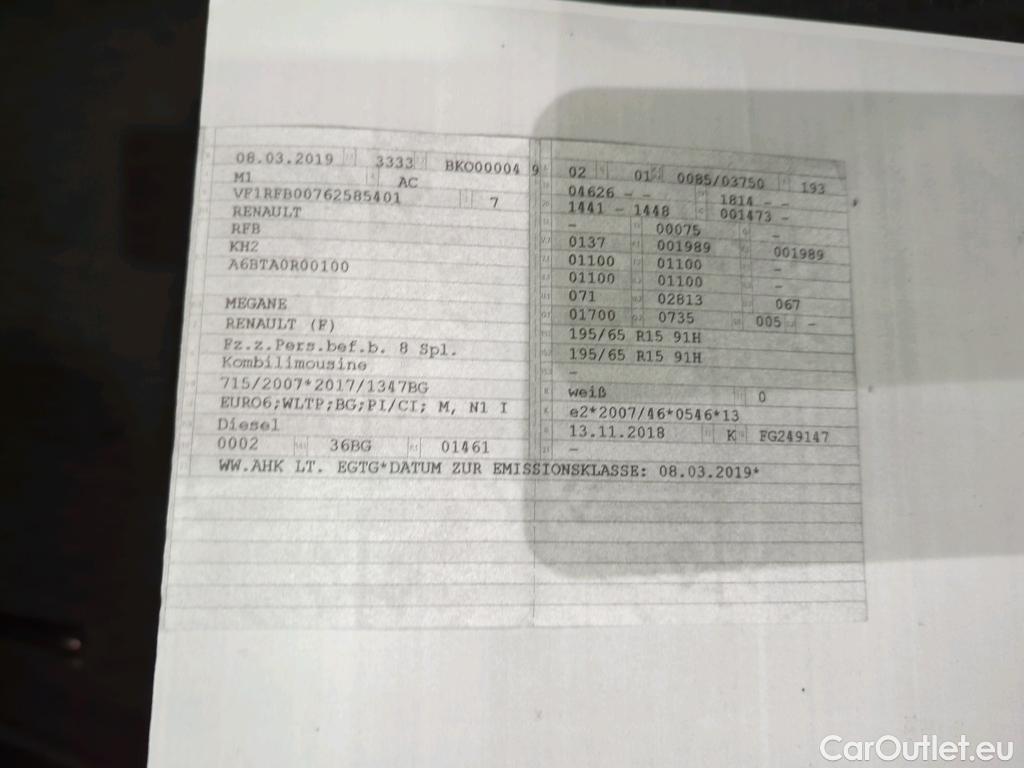 08.03.2019 3333 BKO00004 9
M1 AC
VF1RFB00762585401 7
RENAULT
RFB
KH2
A6BTA0R00100
MEGANE
RENAULT (F)
Fz.z.Pers.bef.b. 8 Spl.
Kombilimousine
715/2007*2017/1347BG
EURO6;WLTP;BG;PI/CI; M, N1 I
Diesel
0002 36BG 01461
02 01 0085/03750 193
04626 - - 1814 - -
1441 - 1448 001473 -
- 00075 -
0137 001989 001989
01100 01100 -
01100 01100
071 02813 067
01700 0735 005 -
195/65 R15 91H
195/65 R15 91H
-
weiß 0
e2*2007/46*0546*13
13.11.2018 K FG249147
-
WW.AHK LT. EGTG*DATUM ZUR EMISSIONSKLASSE: 08.03.2019*
CarOutlet.eu